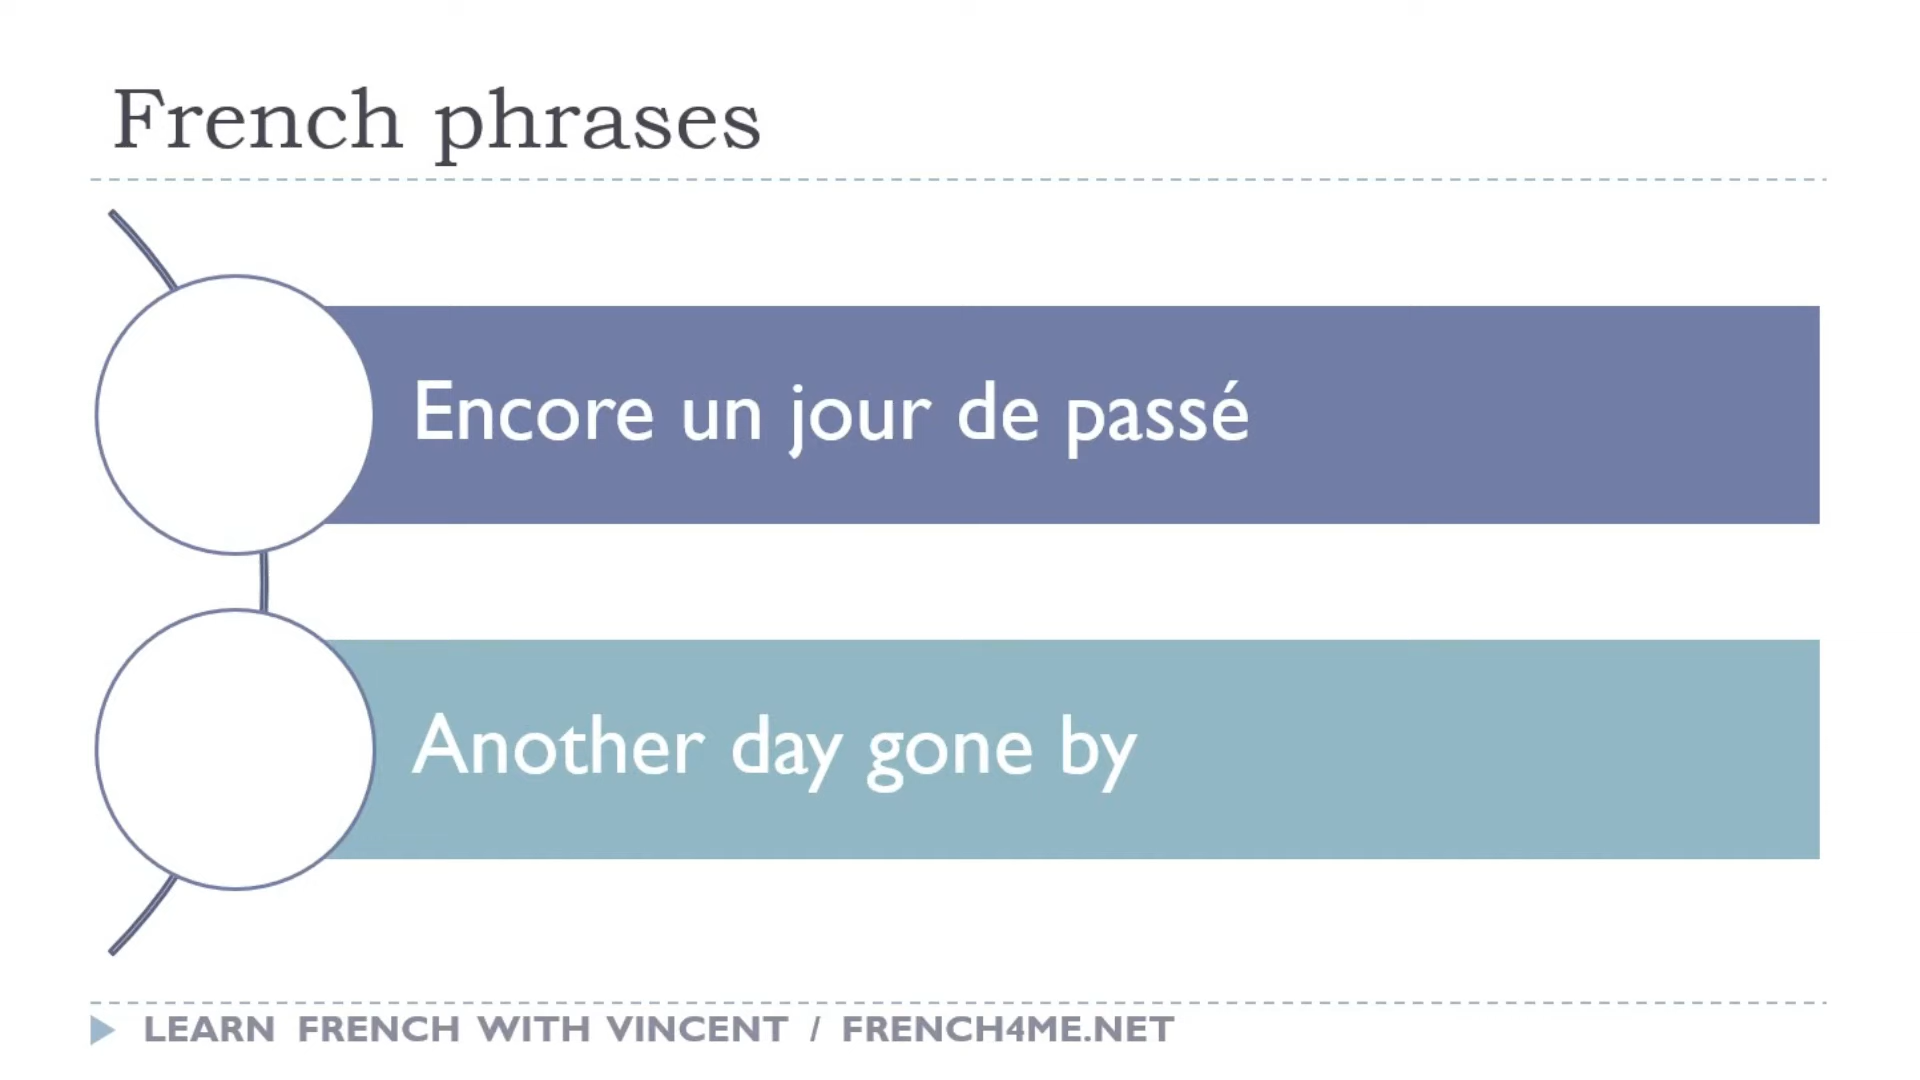 French phrases
Encore un jour de passé
Another day gone by
LEARN FRENCH WITH VINCENT / FRENCH4ME.NET